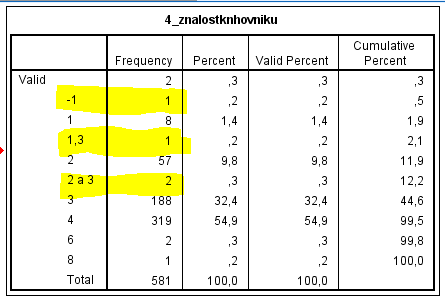 4_znalostknhovniku
Frequency Percent Valid Percent Cumulative Percent
Valid 2 ,3 ,3 ,3
-1 1 ,2 ,2 ,5
1 8 1,4 1,4 1,9
1,3 1 ,2 ,2 2,1
2 57 9,8 9,8 11,9
2 a 3 2 ,3 ,3 12,2
3 188 32,4 32,4 44,6
4 319 54,9 54,9 99,5
6 2 ,3 ,3 99,8
8 1 ,2 ,2 100,0
Total 581 100,0 100,0